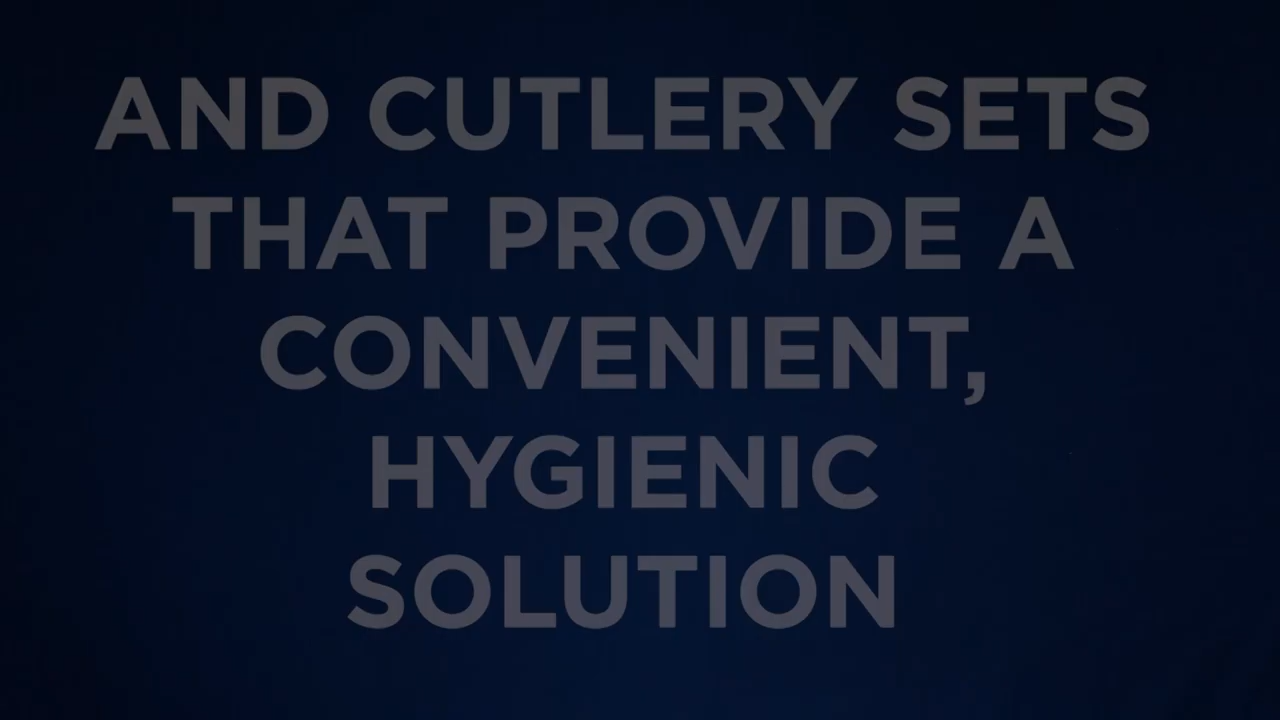 AND CUTLERY SETS
THAT PROVIDE A
CONVENIENT,
HYGIENIC
SOLUTION